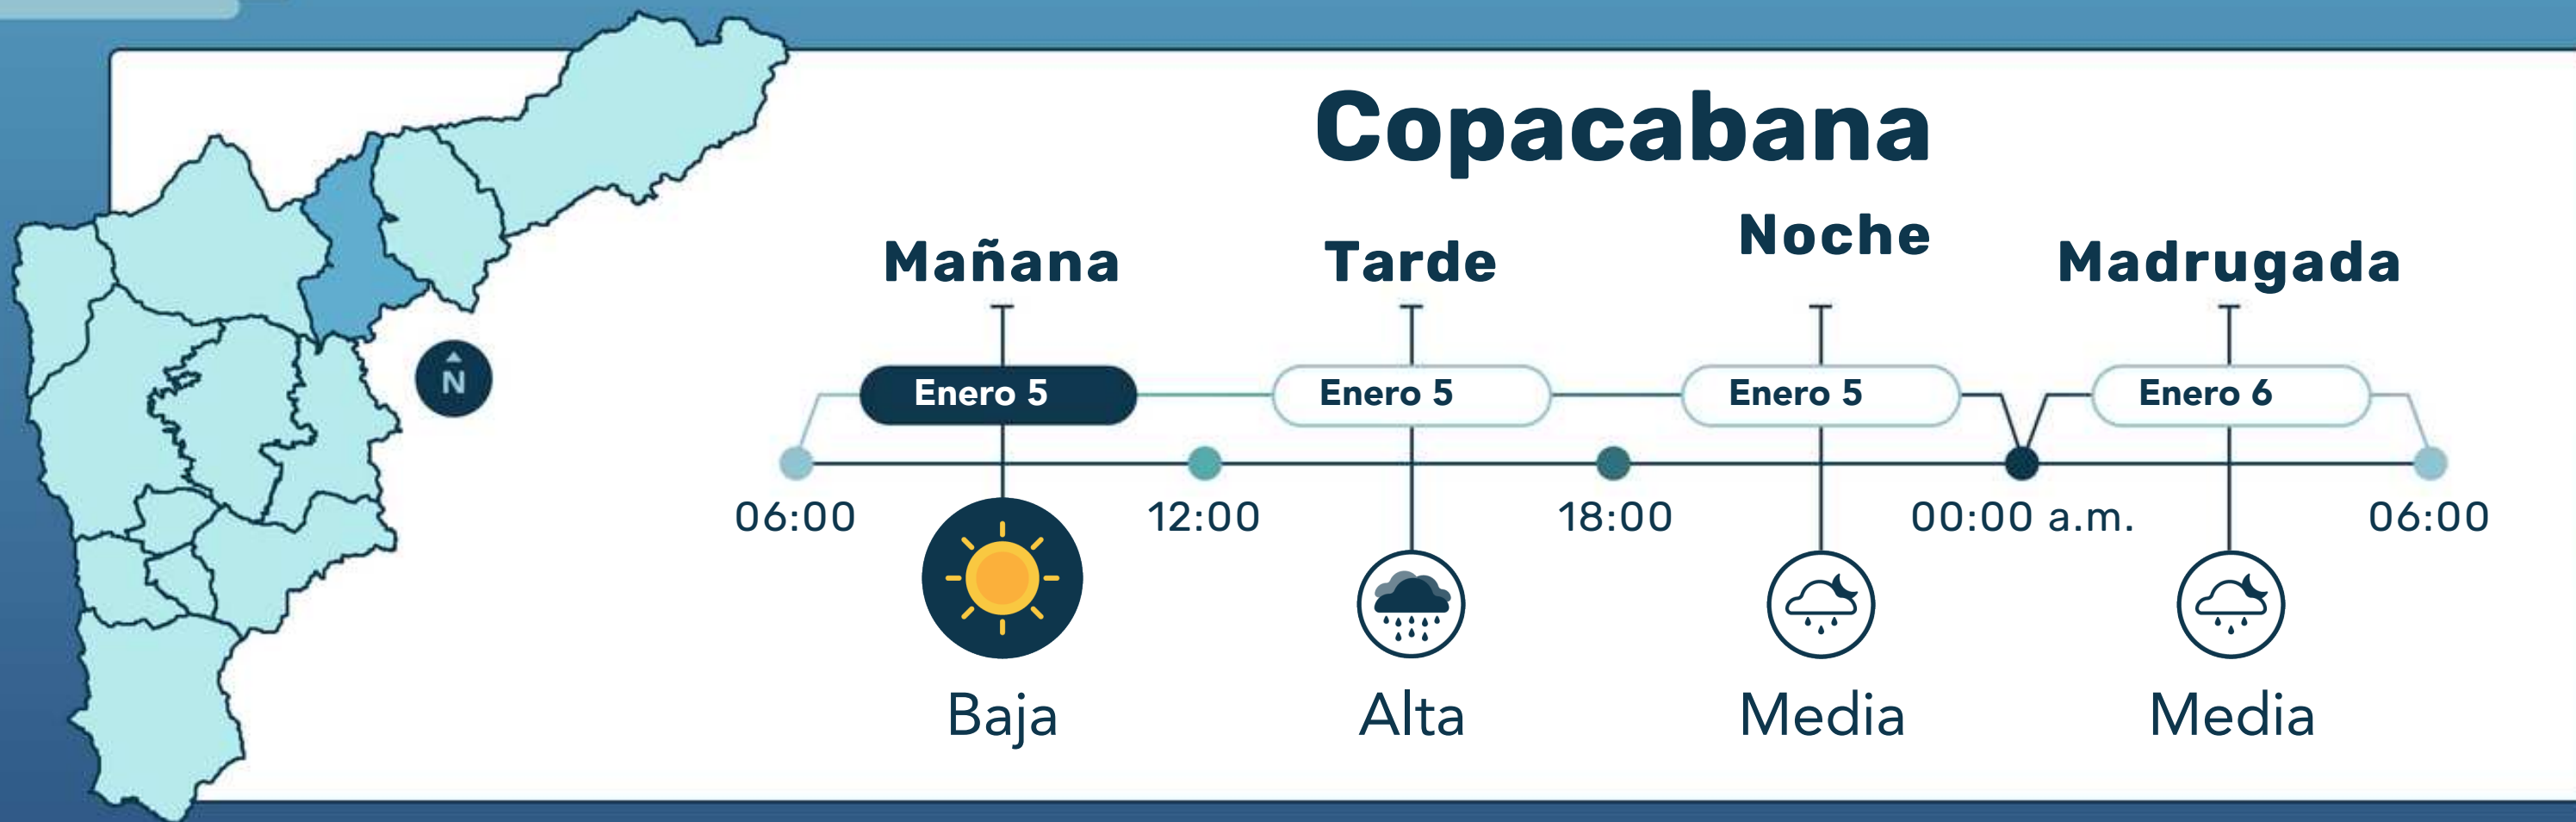 Copacabana
Mañana
Tarde
Noche
Madrugada
Enero 5
Enero 5
Enero 5
Enero 6
N
06:00
12:00
18:00
00:00 a.m.
06:00
Baja
Alta
Media
Media